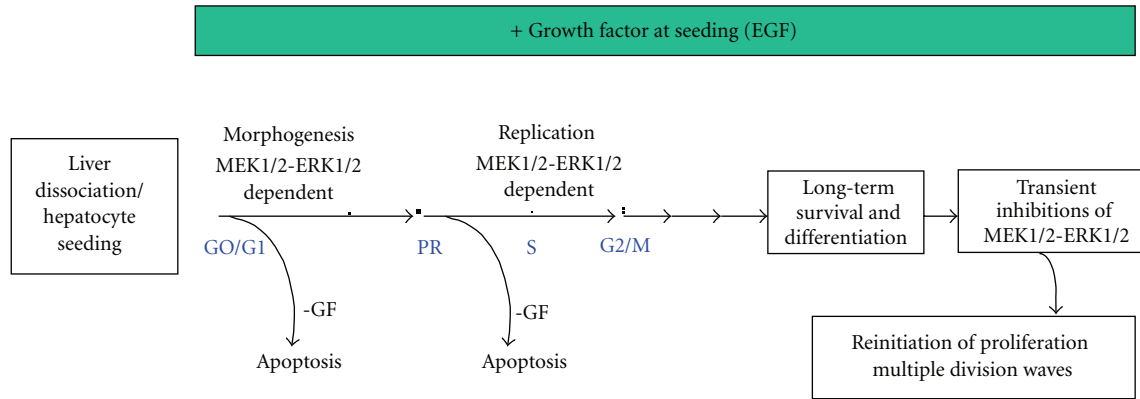 + Growth factor at seeding (EGF)
Liver
dissociation/
hepatocyte
seeding
Morphogenesis
MEK1/2-ERK1/2
dependent
Replication
MEK1/2-ERK1/2
dependent
GO/G1
PR
S
G2/M
-GF
Apoptosis
-GF
Apoptosis
Long-term
survival and
differentiation
Transient
inhibitions of
MEK1/2-ERK1/2
Reinitiation of proliferation
multiple division waves